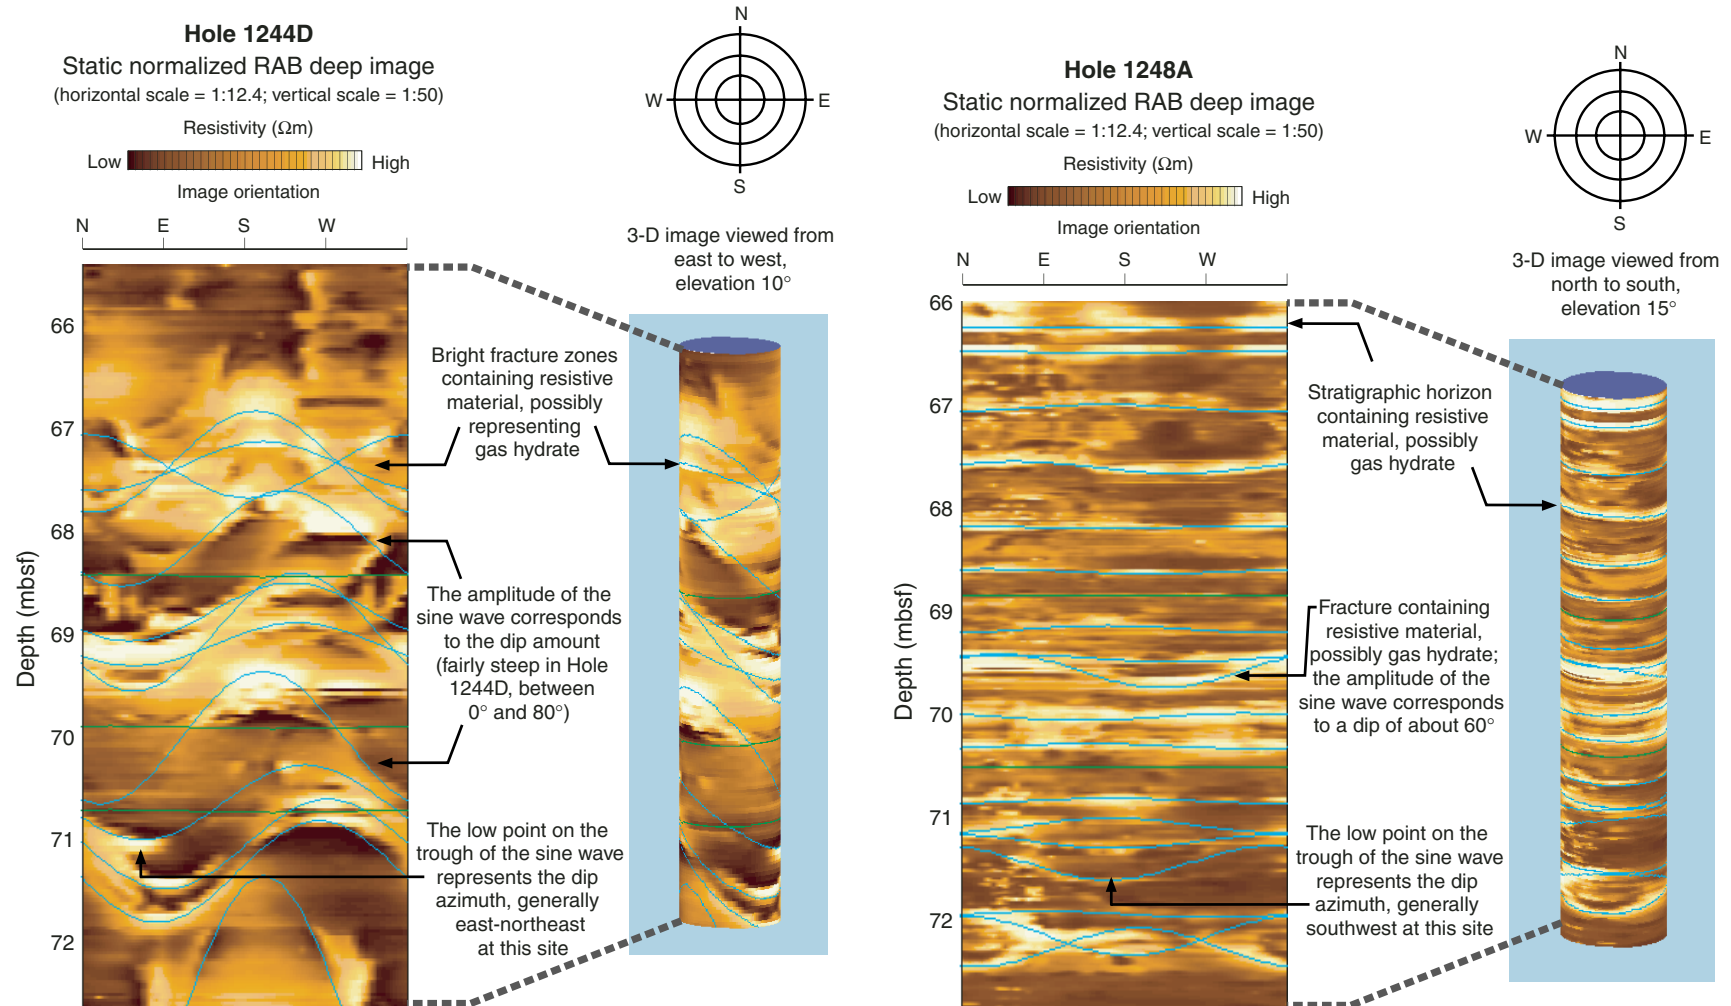 Hole 1244D
Static normalized RAB deep image
(horizontal scale = 1:12.4; vertical scale = 1:50)
Resistivity (Ωm)
Low
High
Image orientation
N
E
S
W
N
W
E
S
3-D image viewed from
east to west,
elevation 10°
Depth (mbsf)
66
67
68
69
70
71
72
Bright fracture zones
containing resistive
material, possibly
representing
gas hydrate
The amplitude of the
sine wave corresponds
to the dip amount
(fairly steep in Hole
1244D, between
0° and 80°)
The low point on the
trough of the sine wave
represents the dip
azimuth, generally
east-northeast
at this site
Hole 1248A
Static normalized RAB deep image
(horizontal scale = 1:12.4; vertical scale = 1:50)
Resistivity (Ωm)
Low
High
Image orientation
N
E
S
W
N
W
E
S
3-D image viewed from
north to south,
elevation 15°
Depth (mbsf)
66
67
68
69
70
71
72
Stratigraphic horizon
containing resistive
material, possibly
gas hydrate
Fracture containing
resistive material,
possibly gas hydrate;
the amplitude of the
sine wave corresponds
to a dip of about 60°
The low point on the
trough of the sine wave
represents the dip
azimuth, generally
southwest at this site